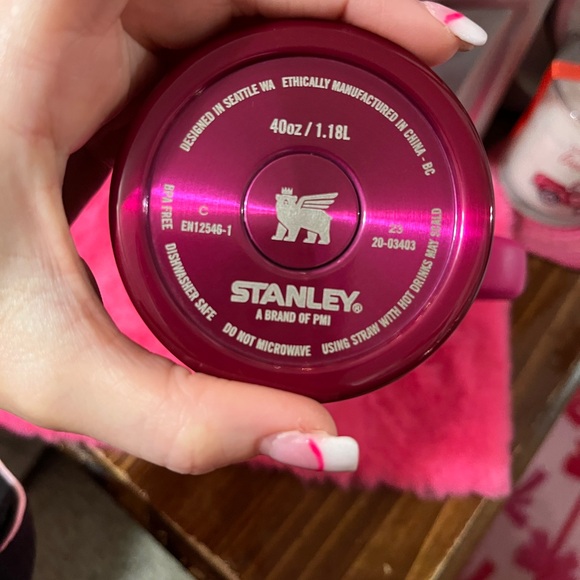 DESIGNED IN SEATTLE WA ETHICALLY MANUFACTURED IN CHINA - BC
40oz / 1.18L
C
EN12546-1
23
20-03403
STANLEY®
A BRAND OF PMI
BPA FREE DISHWASHER SAFE DO NOT MICROWAVE USING STRAW WITH HOT DRINKS MAY SCALD